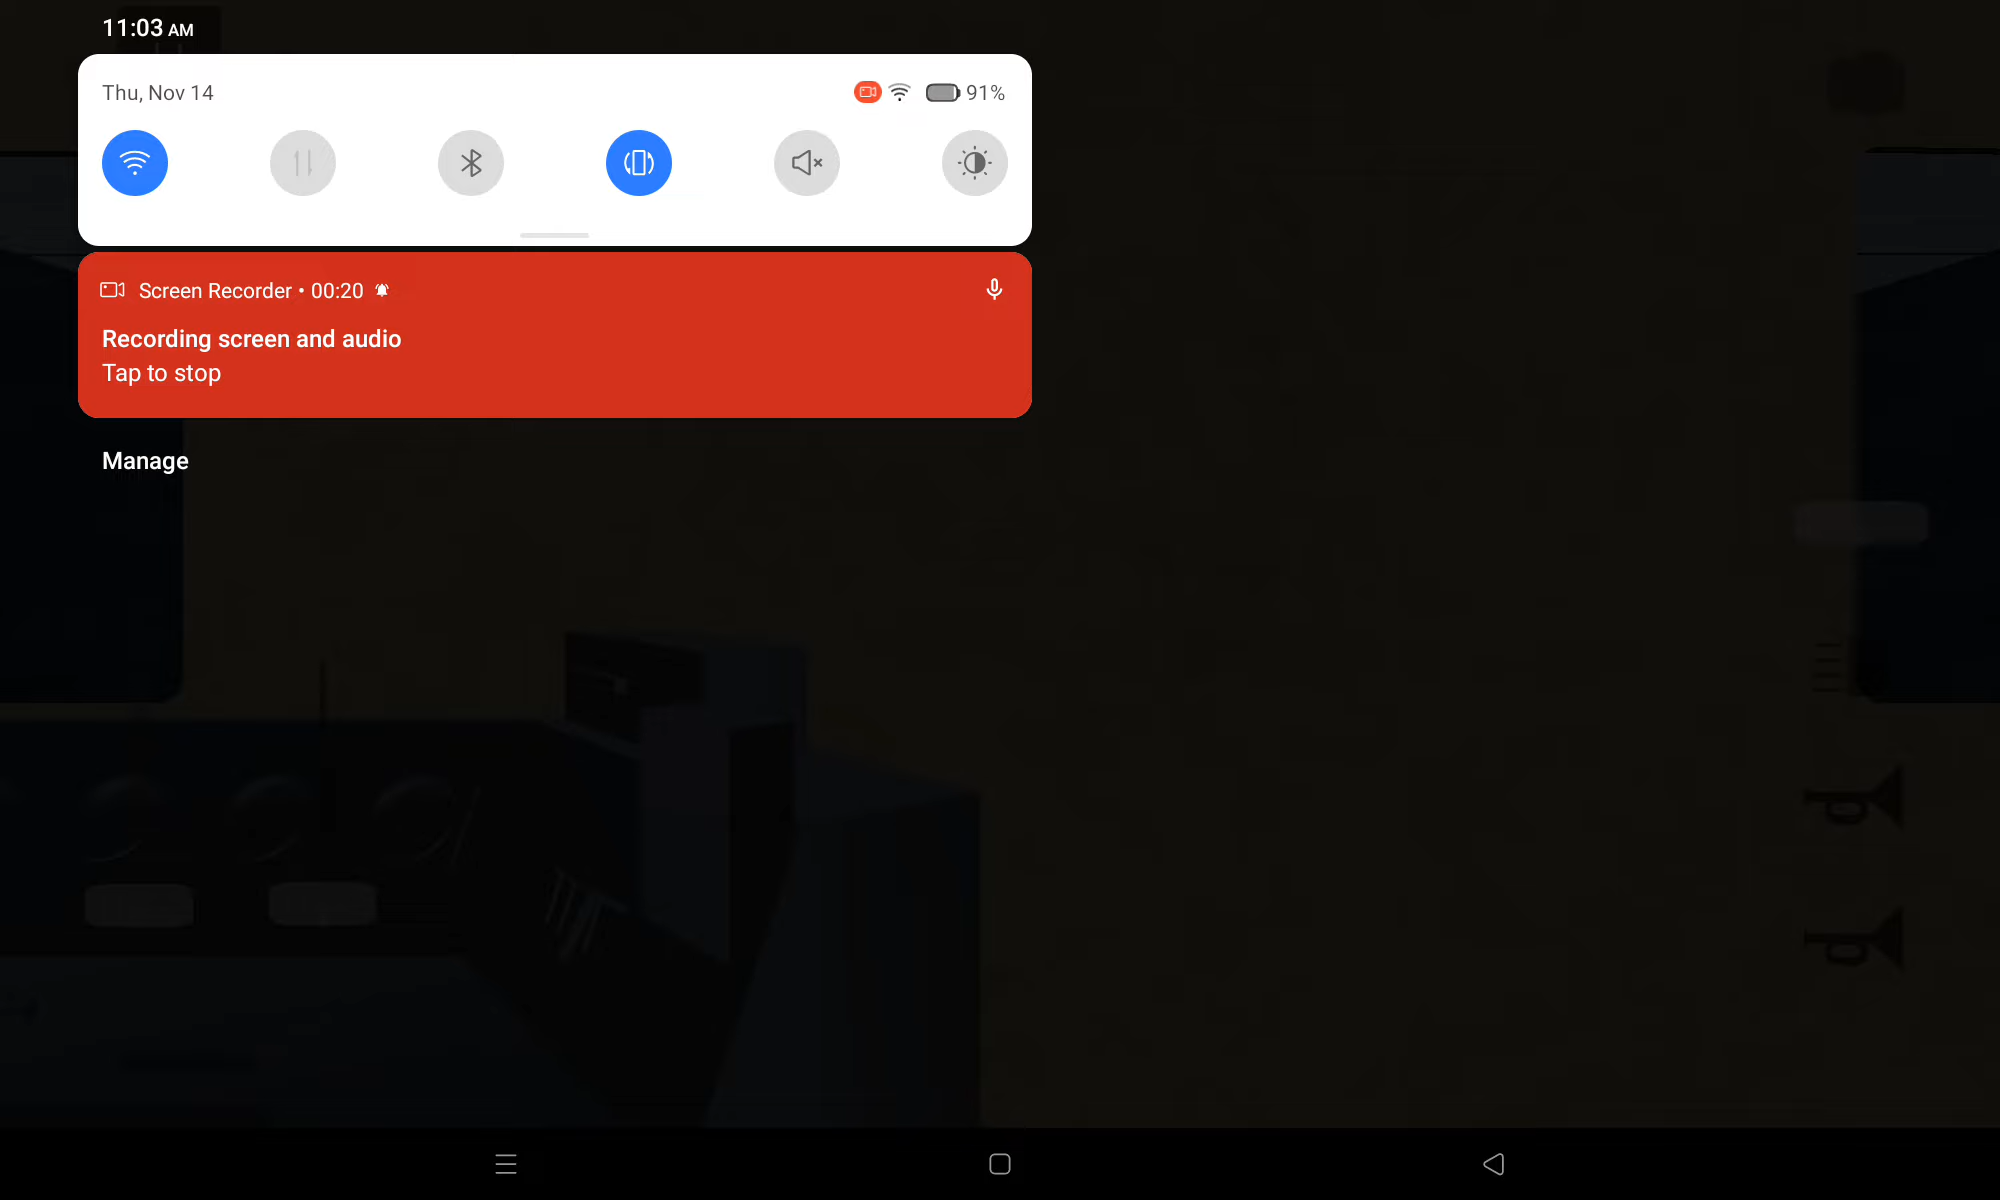 11:03 AM
Thu, Nov 14
91%
Screen Recorder • 00:20
Recording screen and audio
Tap to stop
Manage